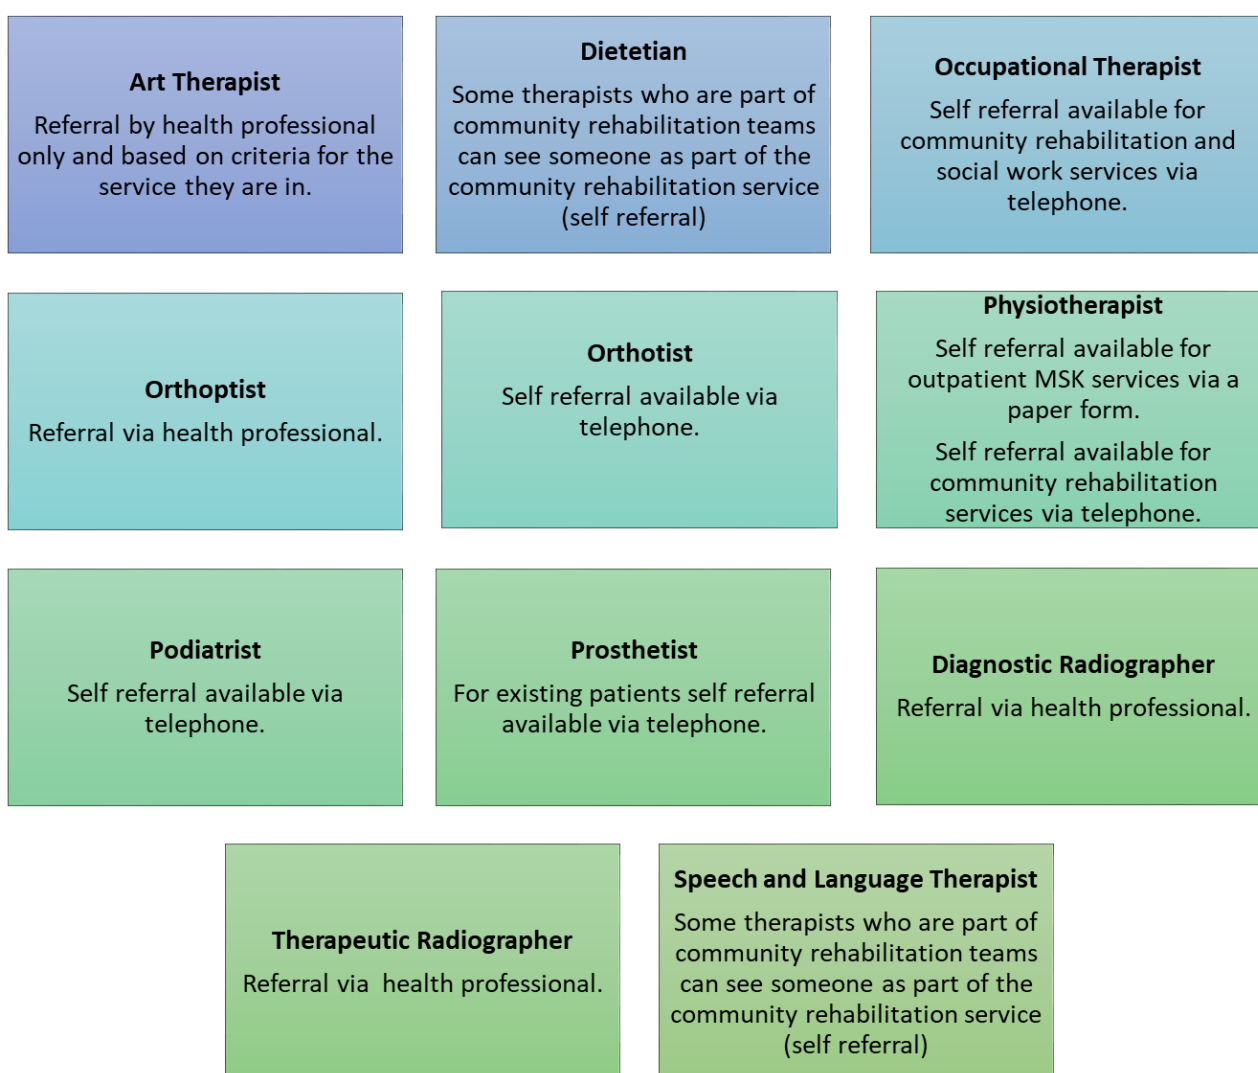 Art Therapist
Referral by health professional
only and based on criteria for the
service they are in.
Dietetian
Some therapists who are part of
community rehabilitation teams
can see someone as part of the
community rehabilitation service
(self referral)
Occupational Therapist
Self referral available for
community rehabilitation and
social work services via
telephone.
Orthoptist
Referral via health professional.
Orthotist
Self referral available via
telephone.
Physiotherapist
Self referral available for
outpatient MSK services via a
paper form.
Self referral available for
community rehabilitation
services via telephone.
Podiatrist
Self referral available via
telephone.
Prosthetist
For existing patients self referral
available via telephone.
Diagnostic Radiographer
Referral via health professional.
Therapeutic Radiographer
Referral via health professional.
Speech and Language Therapist
Some therapists who are part of
community rehabilitation teams
can see someone as part of the
community rehabilitation service
(self referral)